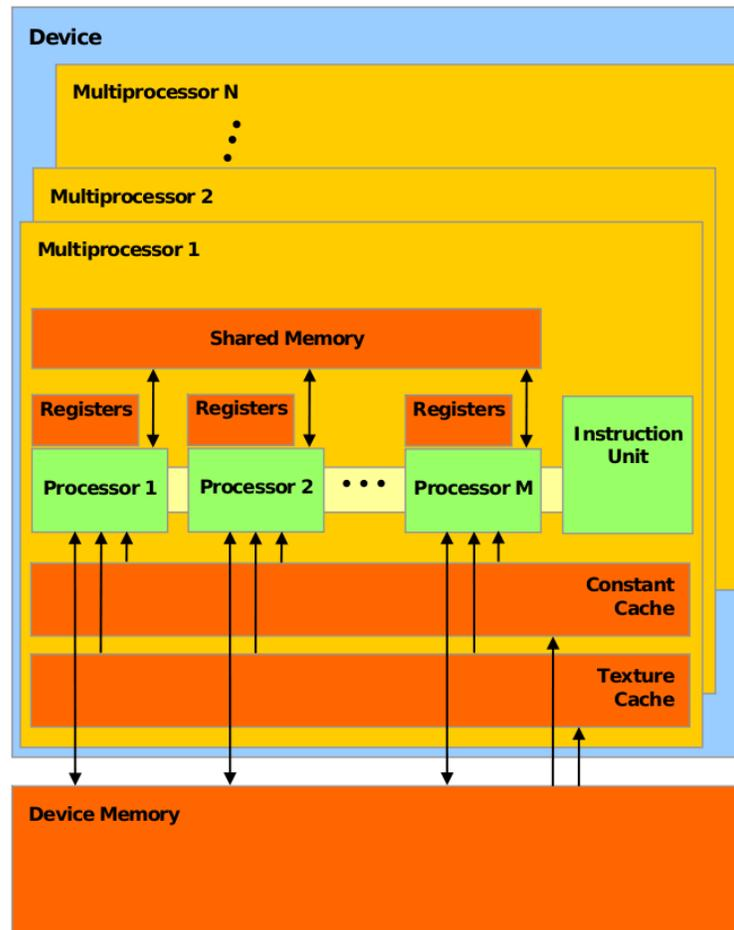 Device
Multiprocessor N
Multiprocessor 2
Multiprocessor 1
Shared Memory
Registers
Registers
Registers
Instruction
Unit
Processor 1
Processor 2
Processor M
Constant
Cache
Texture
Cache
Device Memory